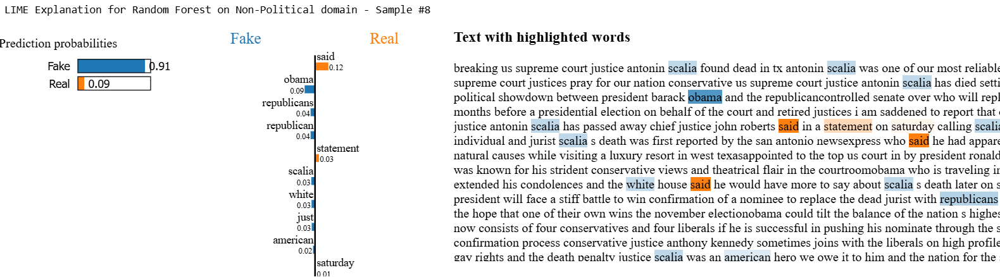 LIME Explanation for Random Forest on Non-Political domain - Sample #8
Prediction probabilities
Fake 0.91
Real 0.09
Fake Real
said
0.12
obama
0.09
republicans
0.04
republican
0.04
statement
0.03
scalia
0.03
white
0.03
just
0.03
american
0.02
saturday
0.01
Text with highlighted words
breaking us supreme court justice antonin scalia found dead in tx antonin scalia was one of our most reliable
supreme court justices pray for our nation conservative us supreme court justice antonin scalia has died setti
political showdown between president barack obama and the republicancontrolled senate over who will repl
months before a presidential election on behalf of the court and retired justices i am saddened to report that
justice antonin scalia has passed away chief justice john roberts said in a statement on saturday calling scalia
individual and jurist scalia s death was first reported by the san antonio newsexpress who said he had appare
natural causes while visiting a luxury resort in west texasappointed to the top us court in by president ronald
was known for his strident conservative views and theatrical flair in the courtroomobama who is traveling in
extended his condolences and the white house said he would have more to say about scalia s death later on s
president will face a stiff battle to win confirmation of a nominee to replace the dead jurist with republicans
the hope that one of their own wins the november electionobama could tilt the balance of the nation s highes
now consists of four conservatives and four liberals if he is successful in pushing his nominate through the s
confirmation process conservative justice anthony kennedy sometimes joins with the liberals on high profile
gay rights and the death penalty justice scalia was an american hero we owe it to him and the nation for the